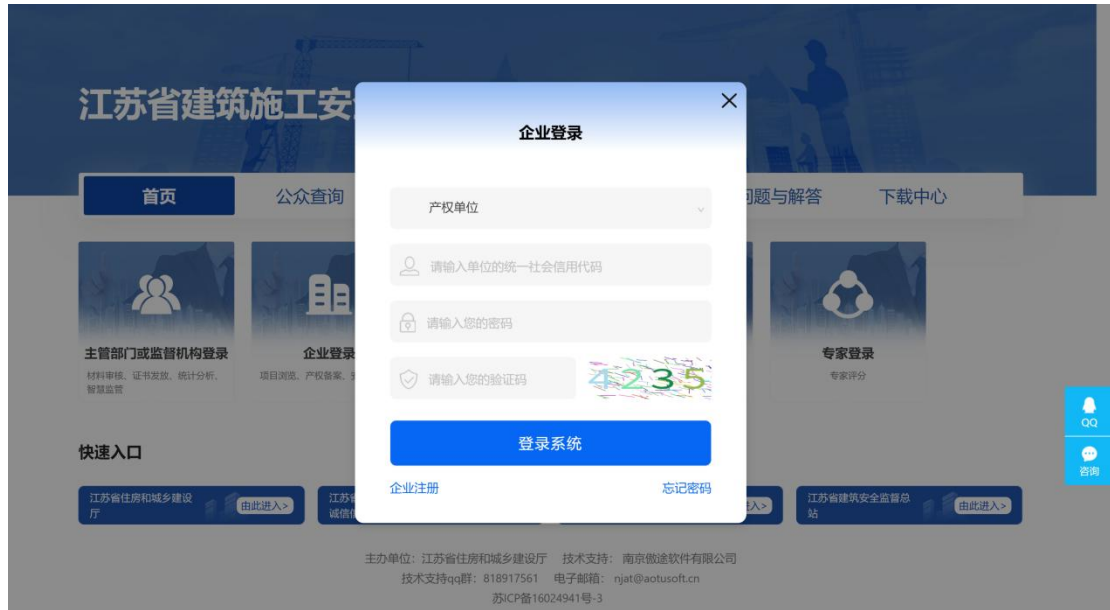 江苏省建筑施工安
企业登录
首页
公众查询
问题与解答
下载中心
产权单位
请输入单位的统一社会信用代码
请输入您的密码
请输入您的验证码
4235
登录系统
企业注册
忘记密码
主管部门或监督机构登录
材料审核、证书发放、统计分析、
智慧监管
企业登录
项目浏览、产权备案、
专家登录
专家评分
QQ
咨询
快速入口
江苏省住房和城乡建设
厅
由此进入>
江苏省
诚信
入>
江苏省建筑安全监督总
站
由此进入>
主办单位：江苏省住房和城乡建设厅 技术支持：南京傲途软件有限公司
技术支持qq群：818917561 电子邮箱：njat@aotusoft.cn
苏ICP备16024941号-3